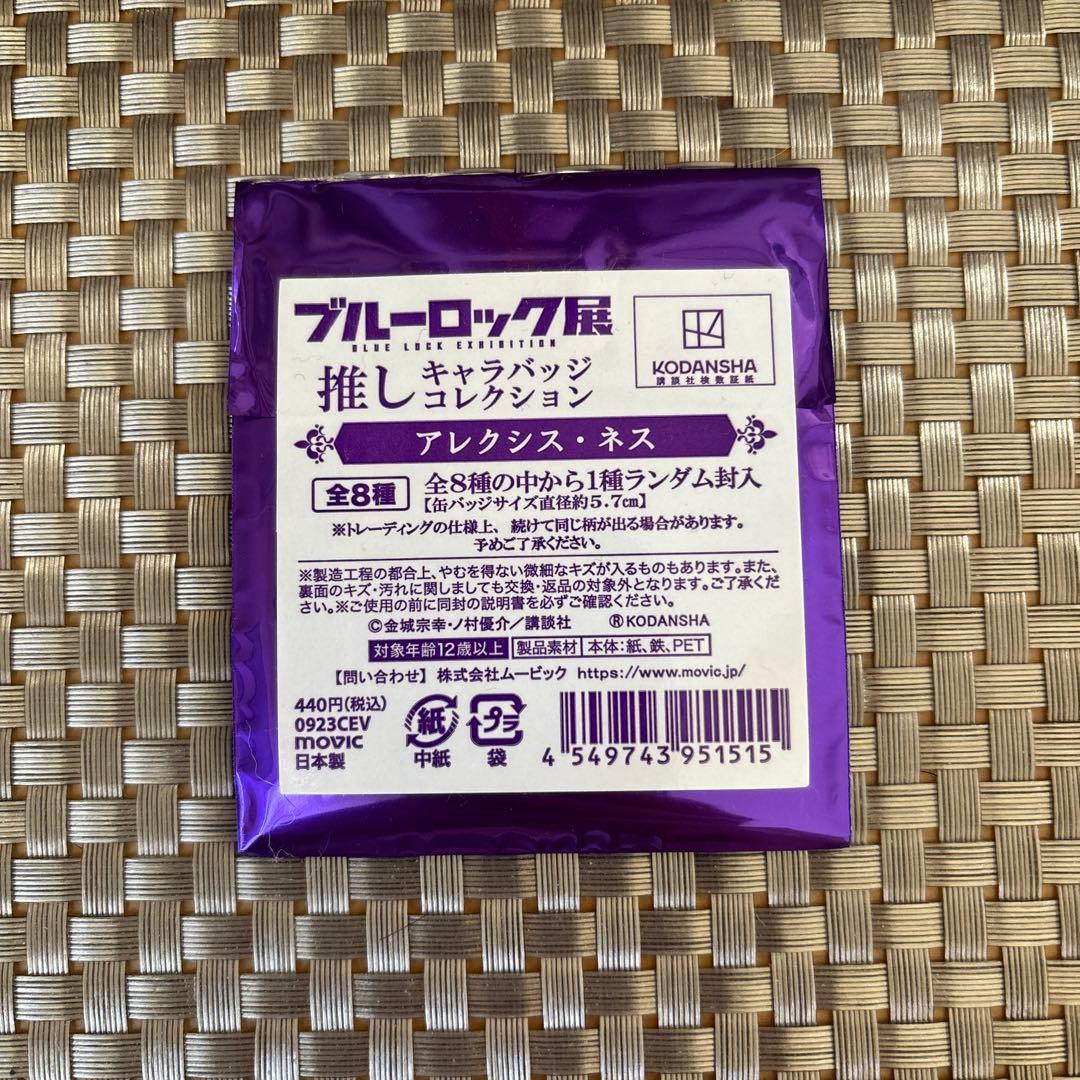 ブルーロック展
BLUE LOCK EXHIBITION
KODANSHA
講談社検数証紙
推しキャラバッジ
コレクション
アレクシス・ネス
全8種
全8種の中から1種ランダム封入
【缶バッジサイズ直径約5.7㎝】
※トレーディングの仕様上、続けて同じ柄が出る場合があります。
予めご了承ください。
※製造工程の都合上、やむを得ない微細なキズが入るものもあります。また、
裏面のキズ・汚れに関しましても交換・返品の対象外となります。ご了承くださ
い。※ご使用の前に同封の説明書を必ずご確認ください。
©金城宗幸・ノ村優介／講談社 ®KODANSHA
対象年齢12歳以上 製品素材 本体：紙、鉄、PET
【問い合わせ】 株式会社ムービック https://www.movic.jp/
440円(税込)
0923CEV
movic
日本製
紙
中紙
プラ
袋
4 549743 951515